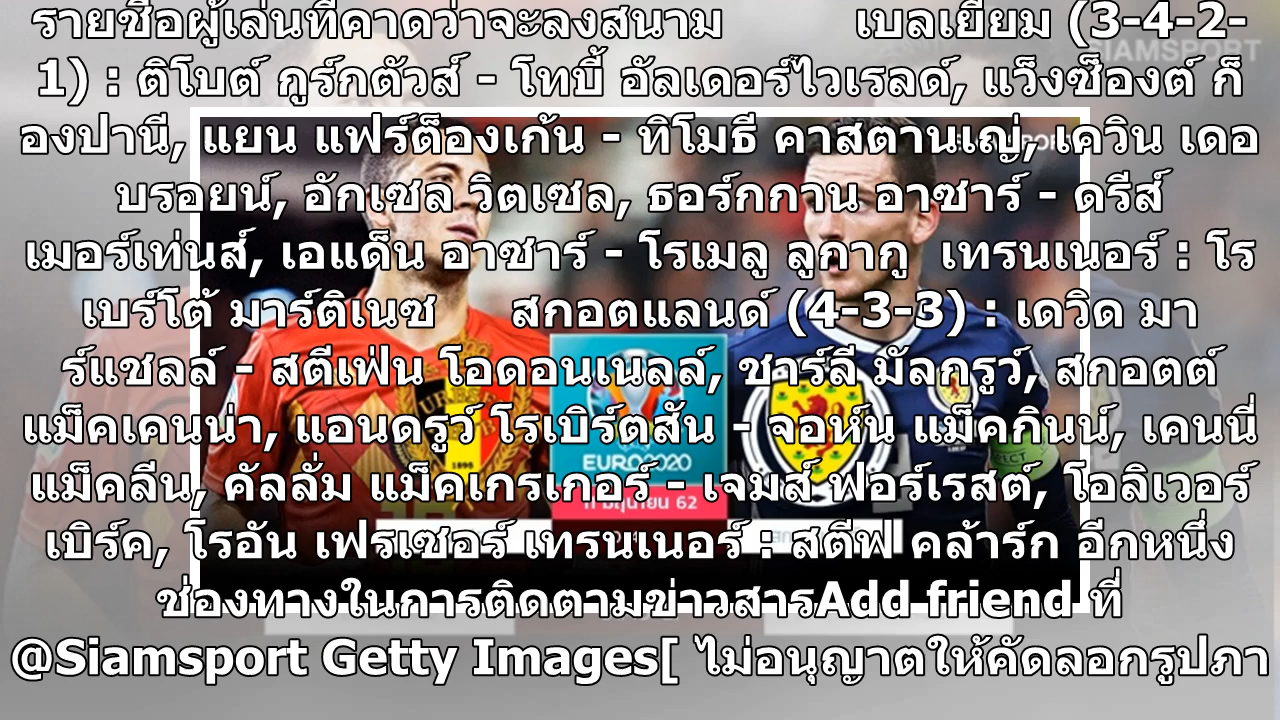 รายชื่อผู้เล่นที่คาดว่าจะลงสนาม เบลเยียม (3-4-2-
1) : ติโบต์ กูร์กตัวส์ - โทบี้ อัลเดอร์ไวเรลด์, แว็งซ็องต์ ก็
องปานี, แยน แฟร์ต็องเก้น - ทิโมธี คาสตานเญ่, เควิน เดอ
บรอยน์, อักเซล วิตเซล, ธอร์กกาน อาซาร์ - ดรีส์
เมอร์เท่นส์, เอแด็น อาซาร์ - โรเมลู ลูกากู เทรนเนอร์ : โร
เบร์โต้ มาร์ติเนซ สกอตแลนด์ (4-3-3) : เดวิด มา
ร์แชลล์ - สตีเฟ่น โอดอนเนลล์, ชาร์ลี มัลกรูว์, สกอตต์
แม็คเคนน่า, แอนดรูว์ โรเบิร์ตสัน - จอห์น แม็คกินน์, เคนนี่
แม็คลีน, คัลลั่ม แม็คเกรเกอร์ - เจมส์ ฟอร์เรสต์, โอลิเวอร์
เบิร์ค, โรอัน เฟรเซอร์ เทรนเนอร์ : สตีฟ คล้าร์ก อีกหนึ่ง
ช่องทางในการติดตามข่าวสารAdd friend ที่
@Siamsport Getty Images[ ไม่อนุญาตให้คัดลอกรูปภา
SIAMSPORT
EURO2020
11 มิถุนายน 62
1895